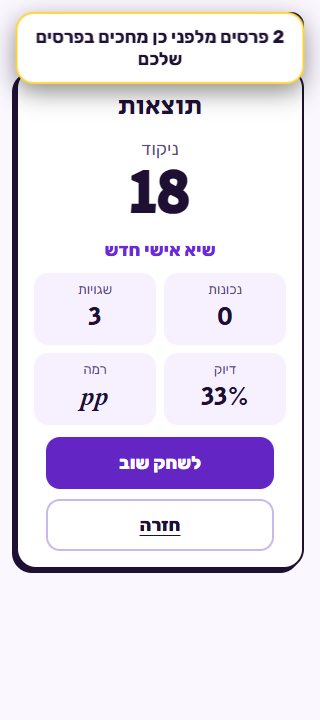 2 פרסים מלפני כן מחכים בפרסים
שלכם
תוצאות
ניקוד
18
שיא אישי חדש
נכונות
0
שגויות
3
דיוק
33%
רמה
pp
לשחק שוב
חזרה